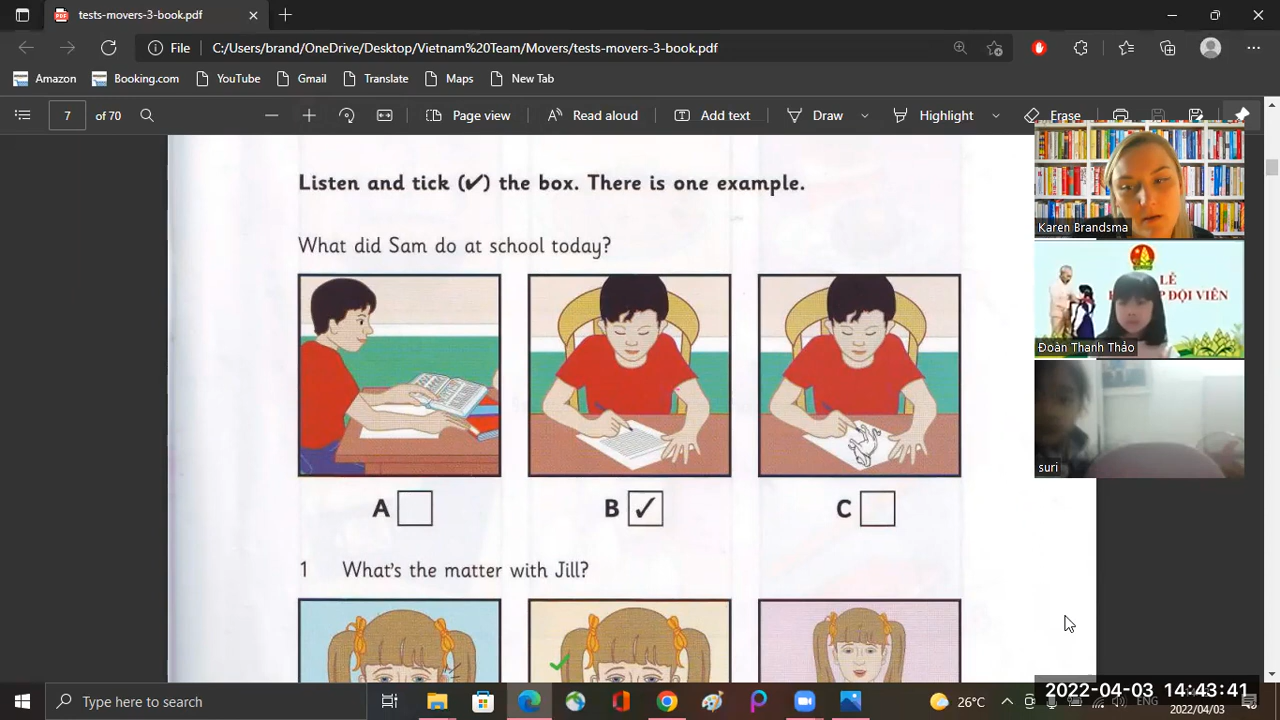 tests-movers-3-book.pdf
File C:/Users/brand/OneDrive/Desktop/Vietnam%20Team/Movers/tests-movers-3-book.pdf
Amazon Booking.com YouTube Gmail Translate Maps New Tab
7 of 70 Page view Read aloud Add text Draw Highlight Erase
Listen and tick (✓) the box. There is one example.
What did Sam do at school today?
A B ✓ C
1 What's the matter with Jill?
Karen Brandsma
LỄ
ĐỘI VIÊN
Đoàn Thanh Thảo
suri
Type here to search
26°C ENG
2022-04-03 14:43:41
2022/04/03